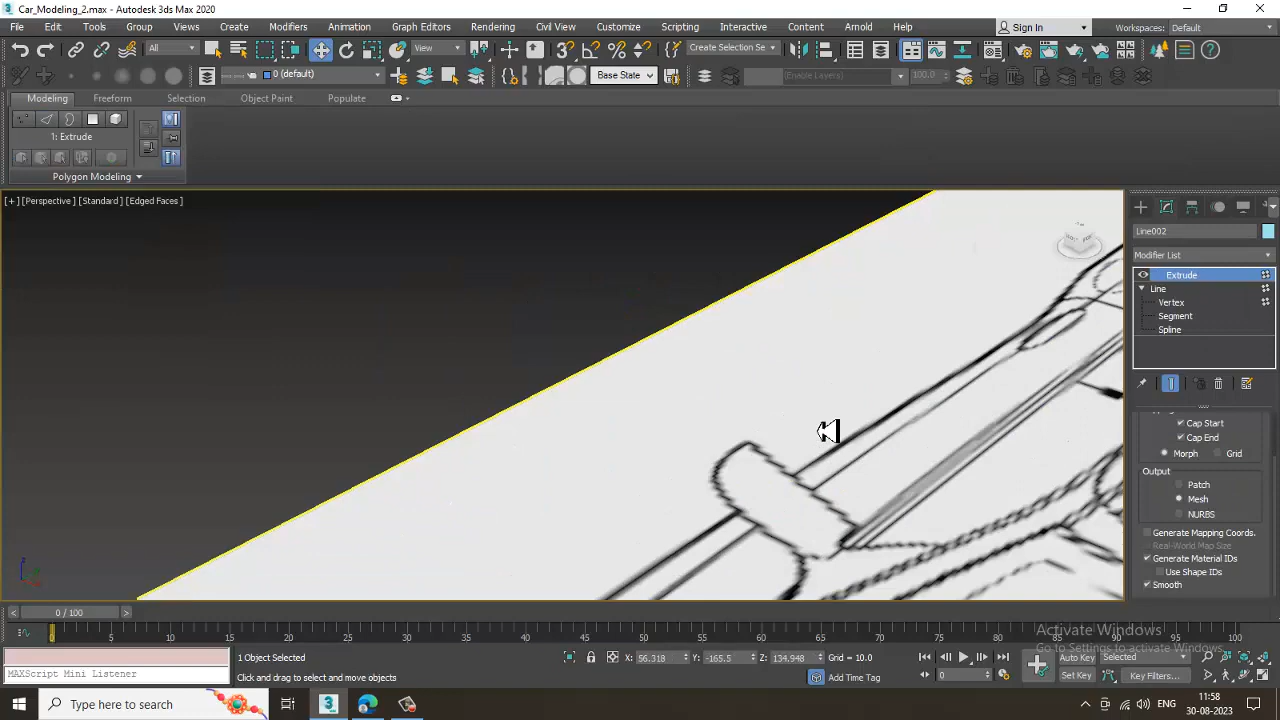 Car_Modeling_2.max - Autodesk 3ds Max 2020
File Edit Tools Group Views Create Modifiers Animation Graph Editors Rendering Civil View Customize Scripting Interactive Content Arnold Help Sign In Workspaces: Default
All View Create Selection Se
0 (default) Base State (Enable Layers) 100.0
Modeling Freeform Selection Object Paint Populate
1: Extrude
Polygon Modeling
[+] [Perspective] [Standard] [Edged Faces]
Line002
Modifier List
Extrude
Line
Vertex
Segment
Spline
Cap Start
Cap End
Morph Grid
Output
Patch
Mesh
NURBS
Generate Mapping Coords.
Real-World Map Size
Generate Material IDs
Use Shape IDs
Smooth
< 0 / 100 >
0 5 10 15 20 25 30 35 40 45 50 55 60 65 70 75 80 85 90 95 100
Activate Windows
Go to Settings to activate Windows.
1 Object Selected X: 56.318 Y: -165.5 Z: 134.948 Grid = 10.0 Auto Key Selected
MAXScript Mini Listener Click and drag to select and move objects Add Time Tag 0 Set Key Key Filters...
Type here to search ENG 11:58
30-08-2023